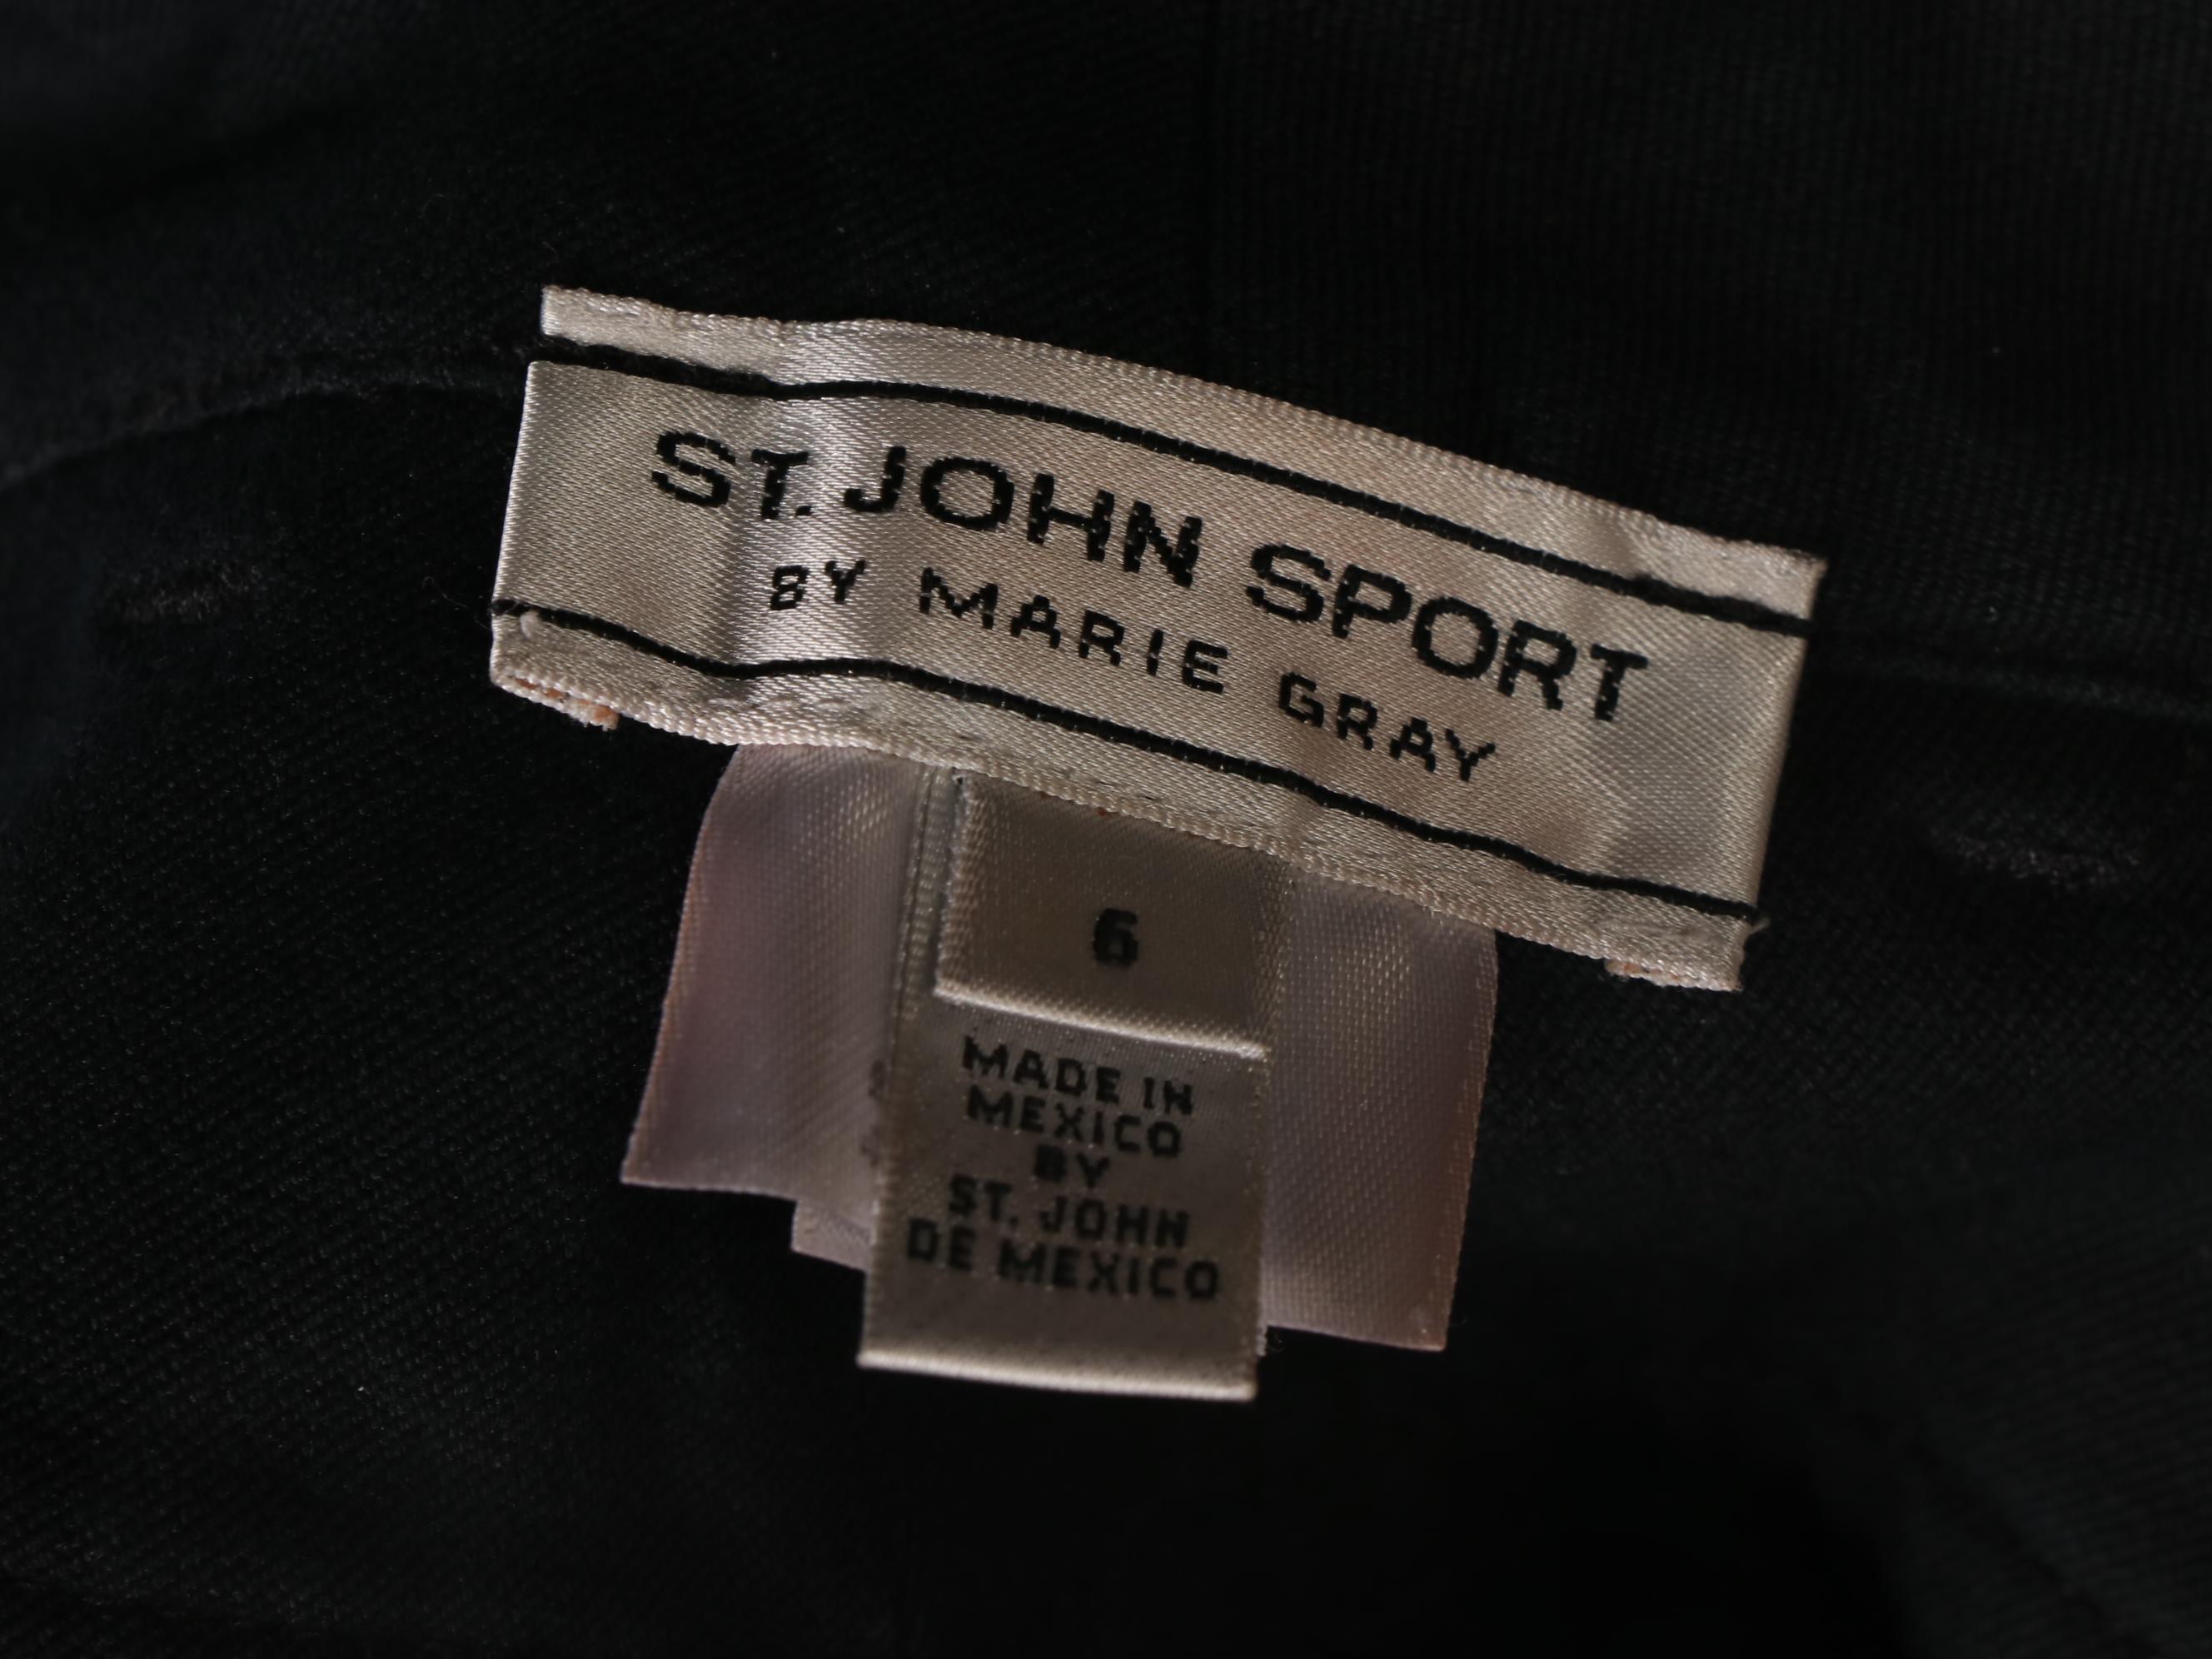 ST. JOHN SPORT
BY MARIE GRAY
6
MADE IN
MEXICO
BY
ST. JOHN
DE MEXICO